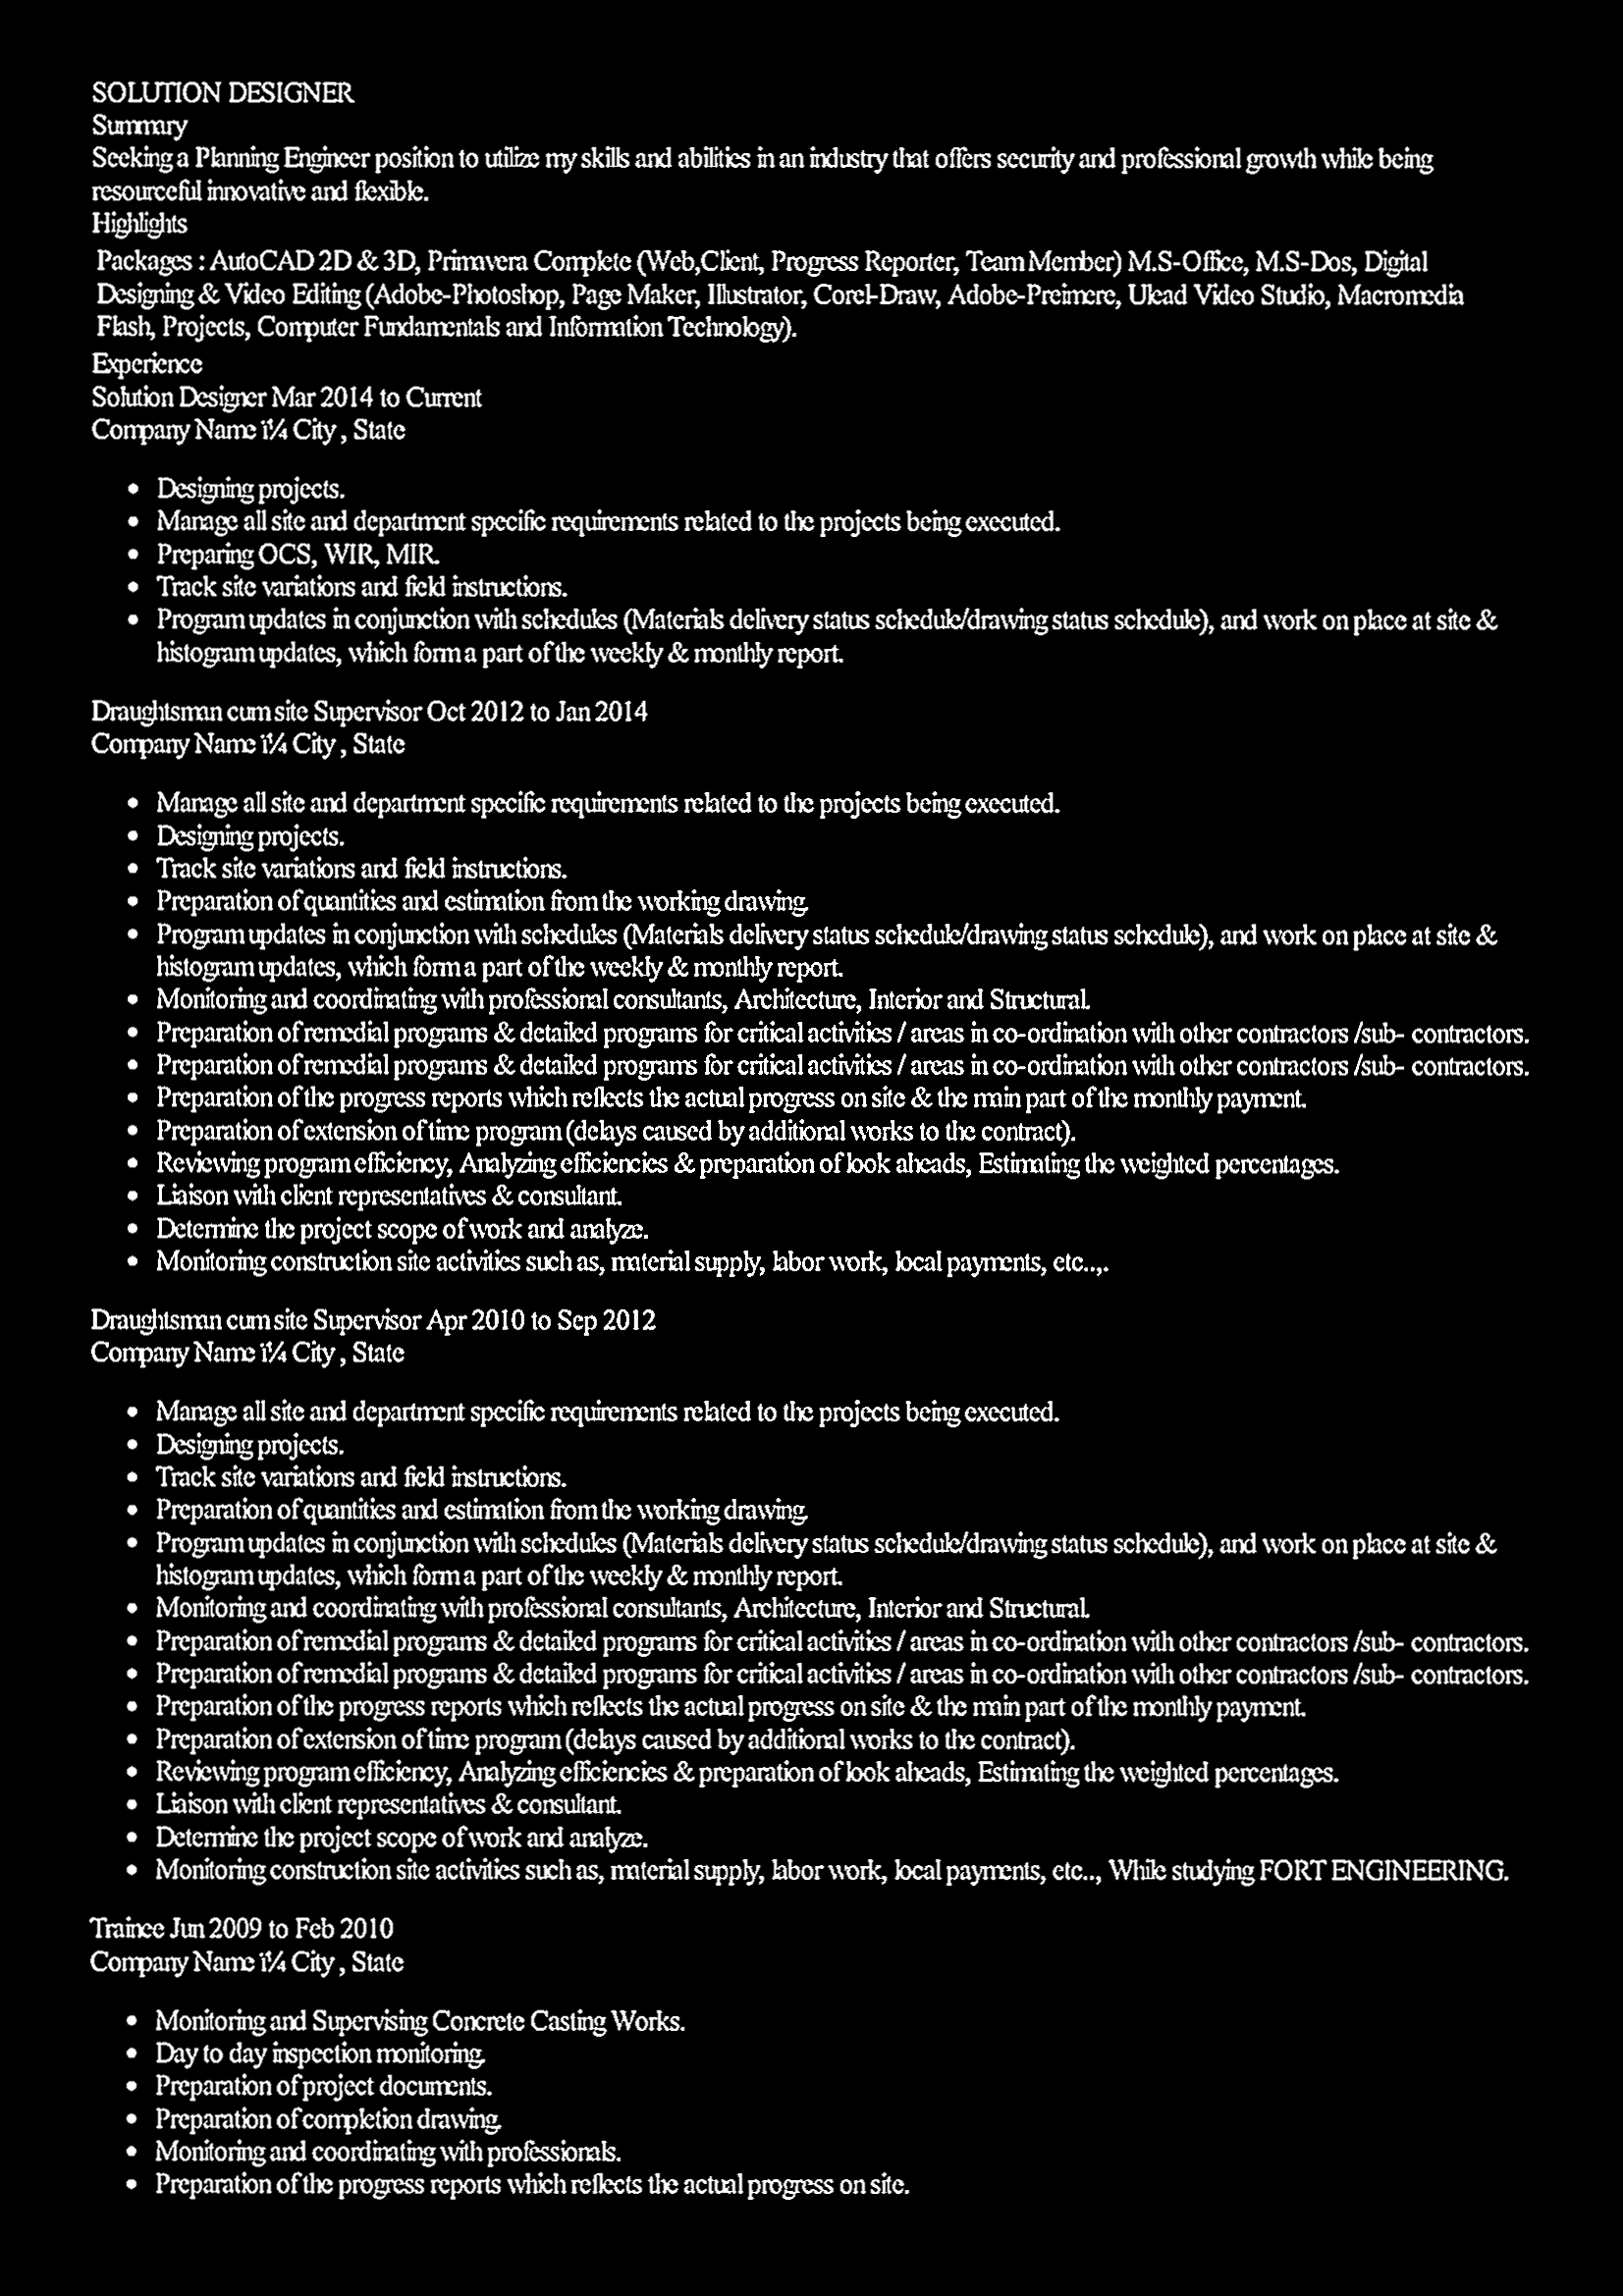 SOLUTION DESIGNER
Summary
Seeking a Planning Engineer position to utilize my skills and abilities in an industry that offers security and professional growth while being
resourceful innovative and flexible.
Highlights
Packages : AutoCAD 2D & 3D, Primavera Complete (Web,Client, Progress Reporter, Team Member) M.S-Office, M.S-Dos, Digital
Designing & Video Editing (Adobe-Photoshop, Page Maker, Illustrator, Corel-Draw, Adobe-Preimere, Ulead Video Studio, Macromedia
Flash, Projects, Computer Fundamentals and Information Technology).
Experience
Solution Designer Mar 2014 to Current
Company Name ï¼ City , State
• Designing projects.
• Manage all site and department specific requirements related to the projects being executed.
• Preparing OCS, WIR, MIR.
• Track site variations and field instructions.
• Program updates in conjunction with schedules (Materials delivery status schedule/drawing status schedule), and work on place at site &
histogram updates, which form a part of the weekly & monthly report.
Draughtsman cum site Supervisor Oct 2012 to Jan 2014
Company Name ï¼ City , State
• Manage all site and department specific requirements related to the projects being executed.
• Designing projects.
• Track site variations and field instructions.
• Preparation of quantities and estimation from the working drawing.
• Program updates in conjunction with schedules (Materials delivery status schedule/drawing status schedule), and work on place at site &
histogram updates, which form a part of the weekly & monthly report.
• Monitoring and coordinating with professional consultants, Architecture, Interior and Structural.
• Preparation of remedial programs & detailed programs for critical activities / areas in co-ordination with other contractors /sub- contractors.
• Preparation of remedial programs & detailed programs for critical activities / areas in co-ordination with other contractors /sub- contractors.
• Preparation of the progress reports which reflects the actual progress on site & the main part of the monthly payment.
• Preparation of extension of time program (delays caused by additional works to the contract).
• Reviewing program efficiency, Analyzing efficiencies & preparation of look aheads, Estimating the weighted percentages.
• Liaison with client representatives & consultant.
• Determine the project scope of work and analyze.
• Monitoring construction site activities such as, material supply, labor work, local payments, etc..,.
Draughtsman cum site Supervisor Apr 2010 to Sep 2012
Company Name ï¼ City , State
• Manage all site and department specific requirements related to the projects being executed.
• Designing projects.
• Track site variations and field instructions.
• Preparation of quantities and estimation from the working drawing.
• Program updates in conjunction with schedules (Materials delivery status schedule/drawing status schedule), and work on place at site &
histogram updates, which form a part of the weekly & monthly report.
• Monitoring and coordinating with professional consultants, Architecture, Interior and Structural.
• Preparation of remedial programs & detailed programs for critical activities / areas in co-ordination with other contractors /sub- contractors.
• Preparation of remedial programs & detailed programs for critical activities / areas in co-ordination with other contractors /sub- contractors.
• Preparation of the progress reports which reflects the actual progress on site & the main part of the monthly payment.
• Preparation of extension of time program (delays caused by additional works to the contract).
• Reviewing program efficiency, Analyzing efficiencies & preparation of look aheads, Estimating the weighted percentages.
• Liaison with client representatives & consultant.
• Determine the project scope of work and analyze.
• Monitoring construction site activities such as, material supply, labor work, local payments, etc.., While studying FORT ENGINEERING.
Trainee Jun 2009 to Feb 2010
Company Name ï¼ City , State
• Monitoring and Supervising Concrete Casting Works.
• Day to day inspection monitoring.
• Preparation of project documents.
• Preparation of completion drawing.
• Monitoring and coordinating with professionals.
• Preparation of the progress reports which reflects the actual progress on site.